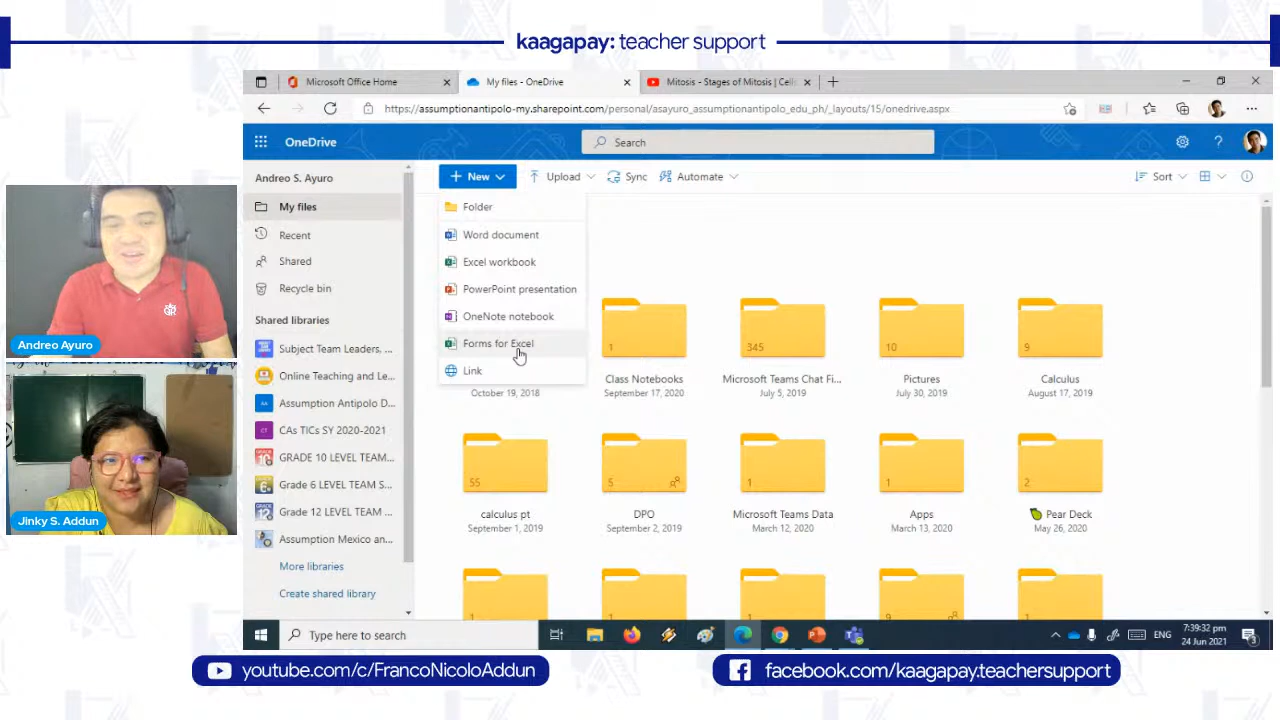 kaagapay: teacher support
Microsoft Office Home
My files - OneDrive
Mitosis - Stages of Mitosis | Cell
https://assumptionantipolo-my.sharepoint.com/personal/asayuro_assumptionantipolo_edu_ph/_layouts/15/onedrive.aspx
OneDrive
Search
Andreo S. Ayuro
My files
Recent
Shared
Recycle bin
Shared libraries
Subject Team Leaders, ...
Online Teaching and Le...
AA
Assumption Antipolo D...
C2
CAs TICs SY 2020-2021
GRADE 10 LEVEL TEAM...
Grade 6 LEVEL TEAM S...
Grade 12 LEVEL TEAM ...
Assumption Mexico an...
More libraries
Create shared library
New
Upload
Sync
Automate
Sort
Folder
Word document
Excel workbook
PowerPoint presentation
OneNote notebook
Forms for Excel
Link
October 19, 2018
1
Class Notebooks
September 17, 2020
345
Microsoft Teams Chat Fi...
July 5, 2019
10
Pictures
July 30, 2019
9
Calculus
August 17, 2019
55
calculus pt
September 1, 2019
5
DPO
September 2, 2019
1
Microsoft Teams Data
March 12, 2020
1
Apps
March 13, 2020
2
Pear Deck
May 26, 2020
1
1
1
9
1
Andreo Ayuro
Jinky S. Addun
Type here to search
ENG
7:39:32 pm
24 Jun 2021
3
youtube.com/c/FrancoNicoloAddun
facebook.com/kaagapay.teachersupport